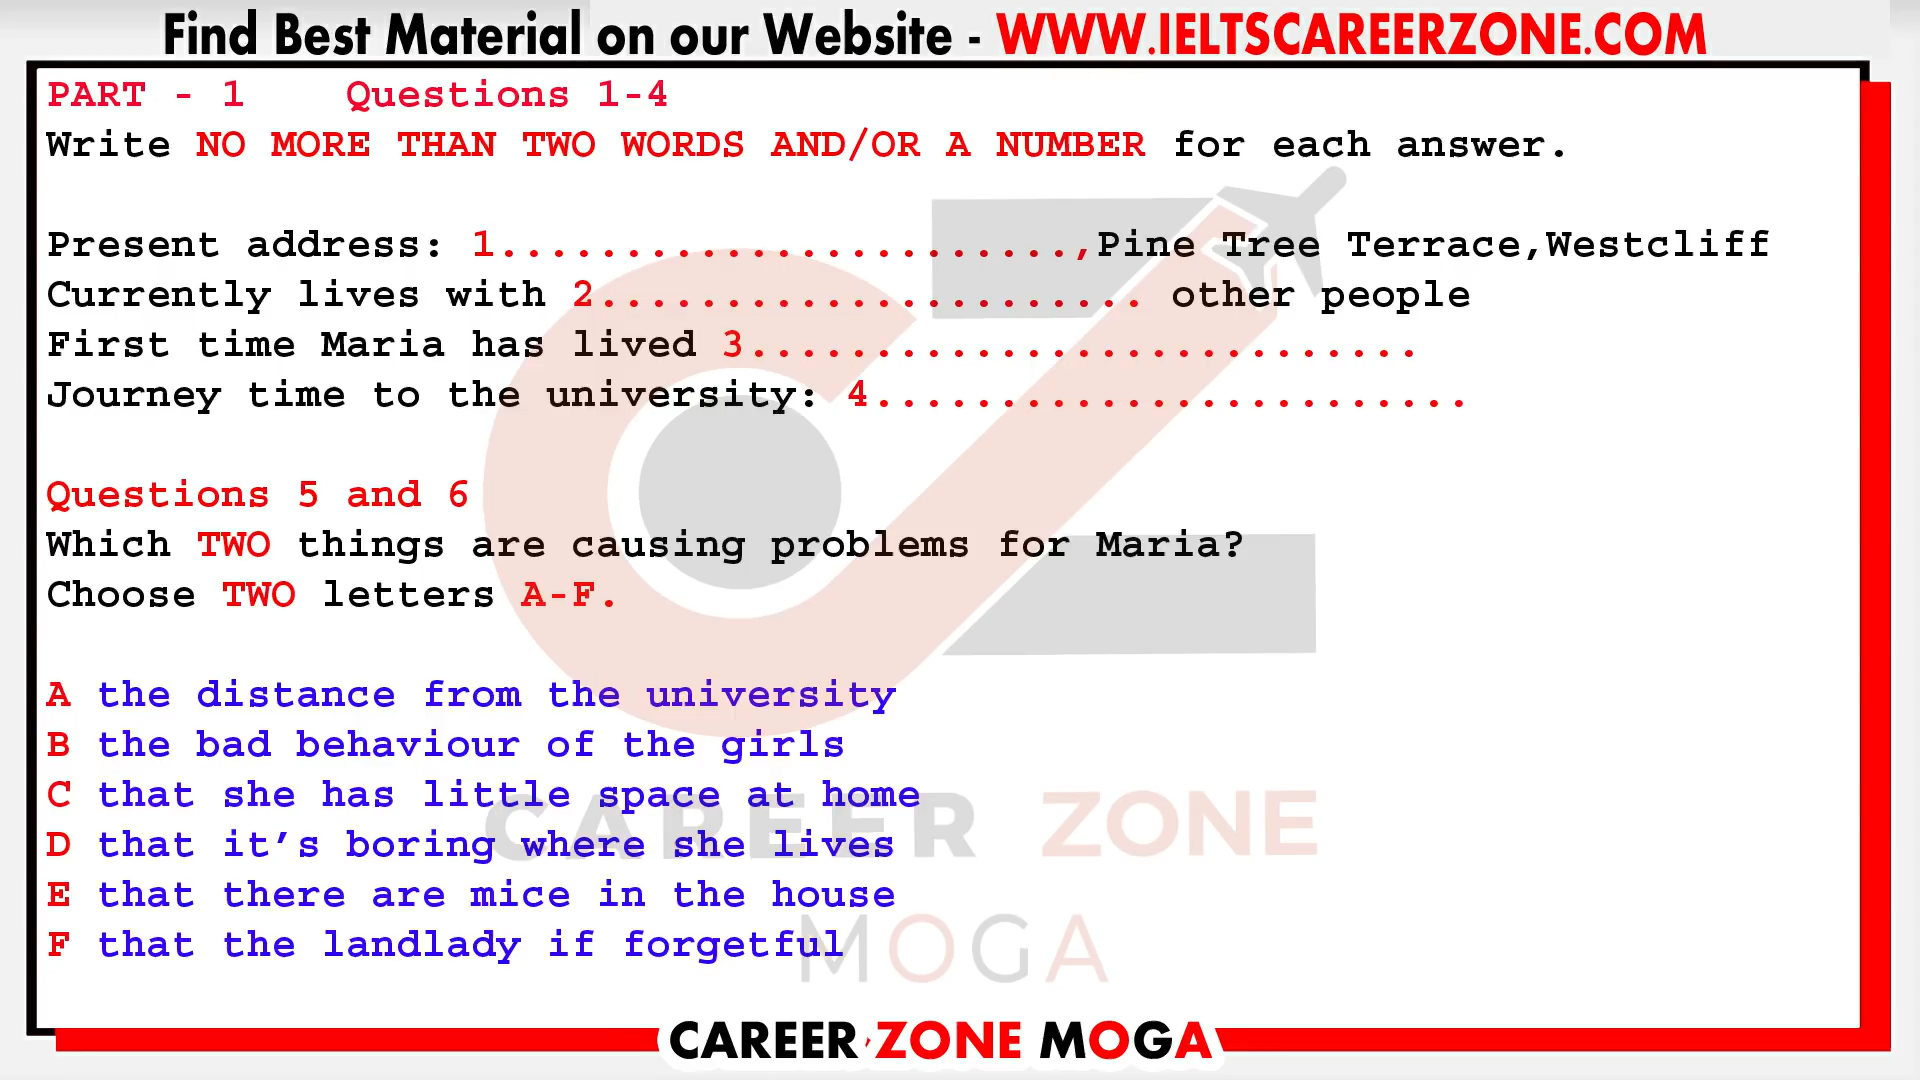 Find Best Material on our Website - WWW.IELTSCAREERZONE.COM
PART - 1 Questions 1-4
Write NO MORE THAN TWO WORDS AND/OR A NUMBER for each answer.
Present address: 1.......................,Pine Tree Terrace,Westcliff
Currently lives with 2...................... other people
First time Maria has lived 3...........................
Journey time to the university: 4........................
Questions 5 and 6
Which TWO things are causing problems for Maria?
Choose TWO letters A-F.
A the distance from the university
B the bad behaviour of the girls
C that she has little space at home
D that it’s boring where she lives
E that there are mice in the house
F that the landlady if forgetful
CAREER ZONE
MOGA
CAREER ZONE MOGA